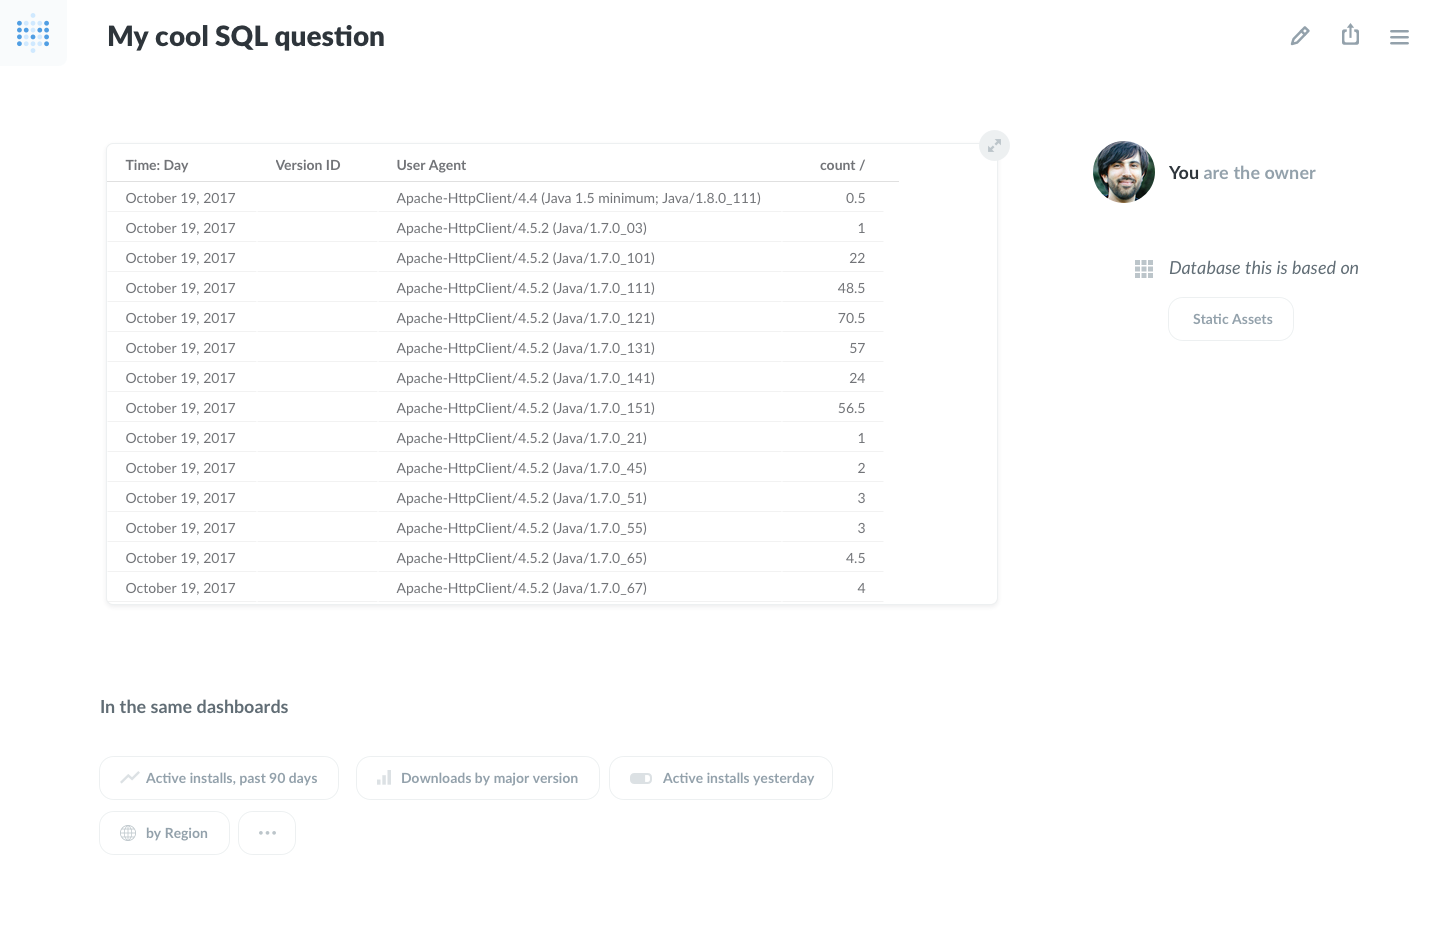 My cool SQL question
Time: Day Version ID User Agent count /
October 19, 2017 Apache-HttpClient/4.4 (Java 1.5 minimum; Java/1.8.0_111) 0.5
October 19, 2017 Apache-HttpClient/4.5.2 (Java/1.7.0_03) 1
October 19, 2017 Apache-HttpClient/4.5.2 (Java/1.7.0_101) 22
October 19, 2017 Apache-HttpClient/4.5.2 (Java/1.7.0_111) 48.5
October 19, 2017 Apache-HttpClient/4.5.2 (Java/1.7.0_121) 70.5
October 19, 2017 Apache-HttpClient/4.5.2 (Java/1.7.0_131) 57
October 19, 2017 Apache-HttpClient/4.5.2 (Java/1.7.0_141) 24
October 19, 2017 Apache-HttpClient/4.5.2 (Java/1.7.0_151) 56.5
October 19, 2017 Apache-HttpClient/4.5.2 (Java/1.7.0_21) 1
October 19, 2017 Apache-HttpClient/4.5.2 (Java/1.7.0_45) 2
October 19, 2017 Apache-HttpClient/4.5.2 (Java/1.7.0_51) 3
October 19, 2017 Apache-HttpClient/4.5.2 (Java/1.7.0_55) 3
October 19, 2017 Apache-HttpClient/4.5.2 (Java/1.7.0_65) 4.5
October 19, 2017 Apache-HttpClient/4.5.2 (Java/1.7.0_67) 4
You are the owner
Database this is based on
Static Assets
In the same dashboards
Active installs, past 90 days
Downloads by major version
Active installs yesterday
by Region